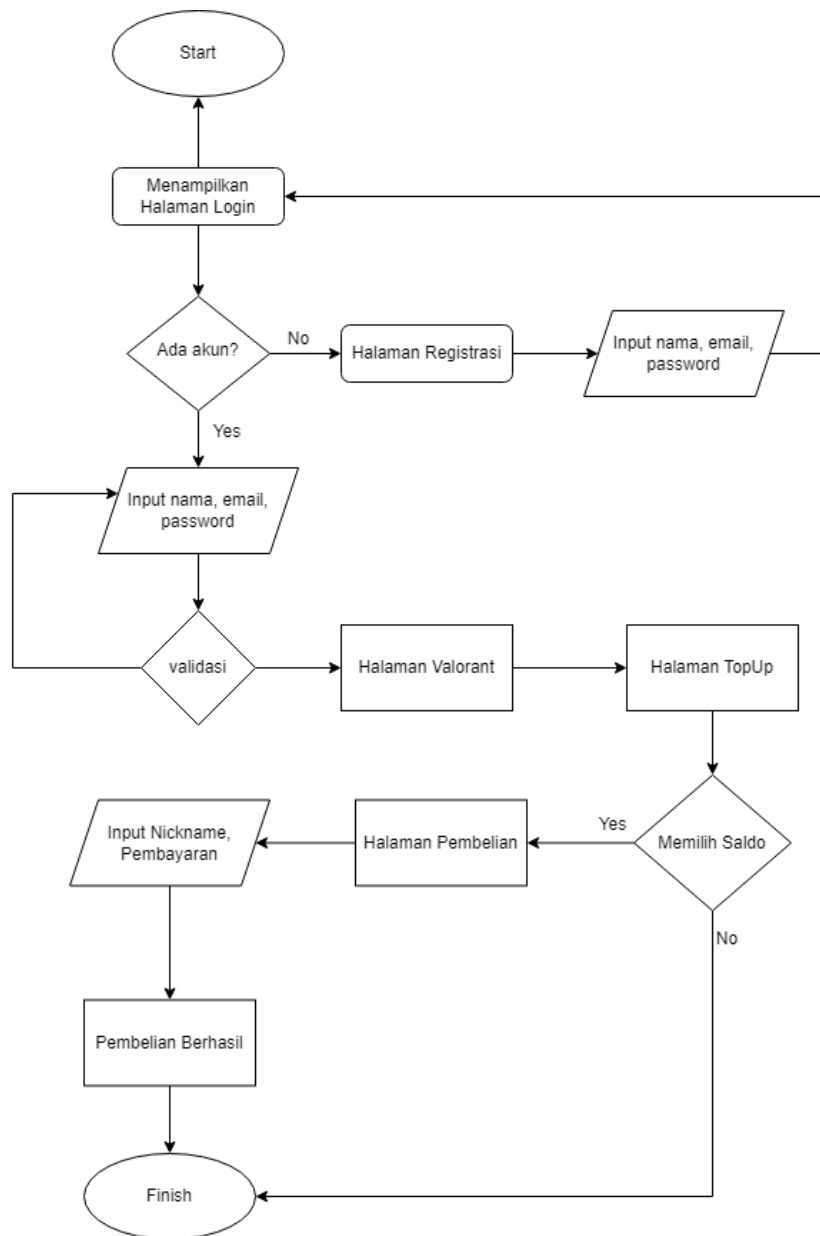 Start
Menampilkan
Halaman Login
Ada akun?
No
Halaman Registrasi
Input nama, email,
password
Yes
Input nama, email,
password
validasi
Halaman Valorant
Halaman TopUp
Input Nickname,
Pembayaran
Halaman Pembelian
Yes
Memilih Saldo
No
Pembelian Berhasil
Finish